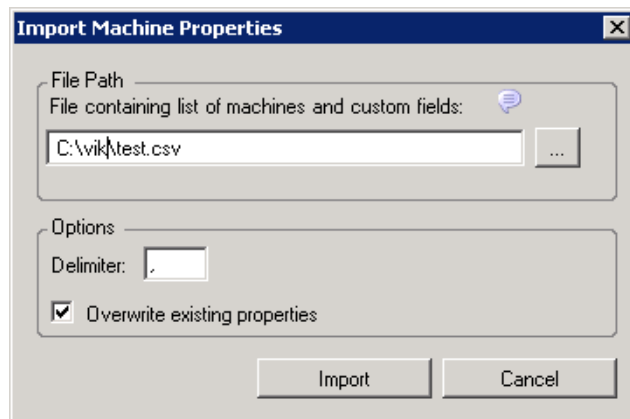 Import Machine Properties
File Path
File containing list of machines and custom fields:
C:\vik\test.csv
...
Options
Delimiter: ,
Overwrite existing properties
Import Cancel